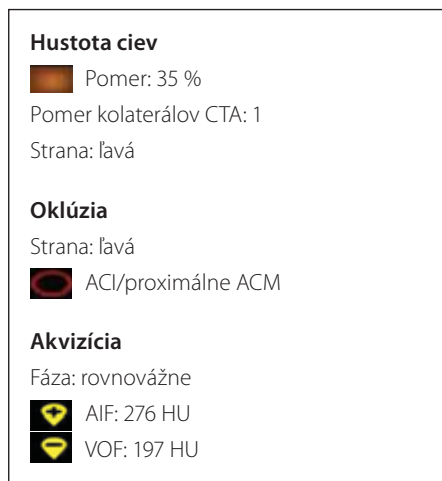 Hustota ciev
Pomer: 35 %
Pomer kolaterálov CTA: 1
Strana: ľavá
Oklúzia
Strana: ľavá
ACI/proximálne ACM
Akvizícia
Fáza: rovnovážne
AIF: 276 HU
VOF: 197 HU